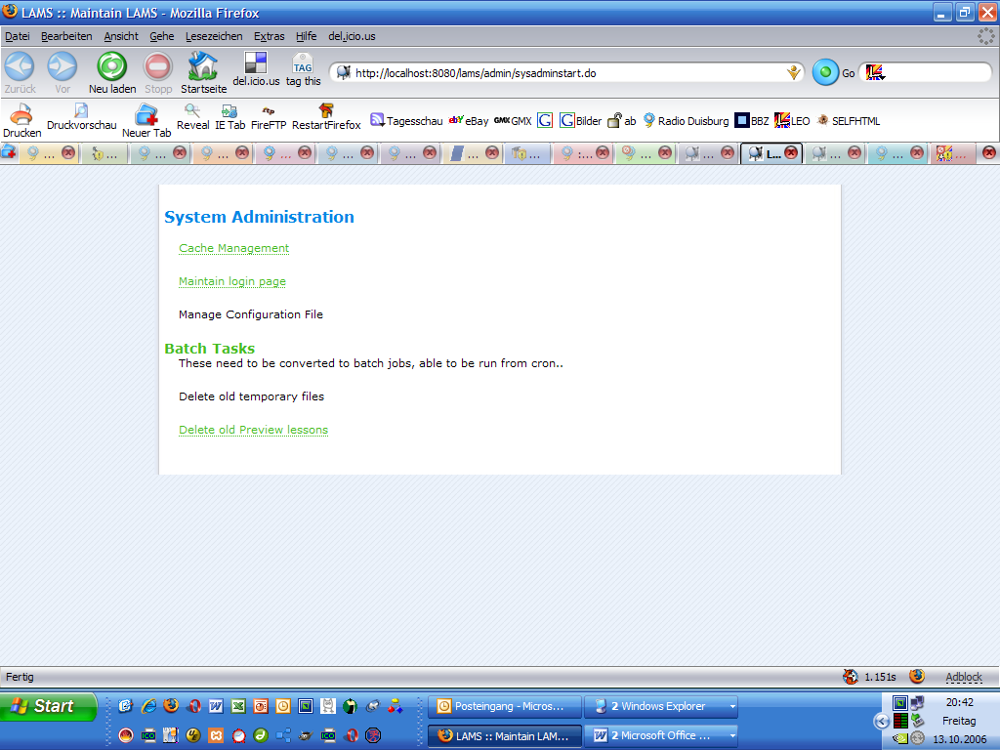 LAMS :: Maintain LAMS - Mozilla Firefox
Datei Bearbeiten Ansicht Gehe Lesezeichen Extras Hilfe del.icio.us
Zurück Vor Neu laden Stopp Startseite del.icio.us tag this http://localhost:8080/lams/admin/sysadminstart.do Go
TAG
Drucken Druckvorschau Neuer Tab Reveal IE Tab FireFTP RestartFirefox Tagesschau eBay GMX Bilder ab Radio Duisburg BBZ LEO SELFHTML
... ... ... ... ... ... ... ... ... :... ... ... L... ... ... ...
System Administration
Cache Management
Maintain login page
Manage Configuration File
Batch Tasks
These need to be converted to batch jobs, able to be run from cron..
Delete old temporary files
Delete old Preview lessons
Fertig 1.151s Adblock
Start Posteingang - Micros... 2 Windows Explorer 20:42
Freitag
LAMS :: Maintain LAM... 2 Microsoft Office ... 13.10.2006